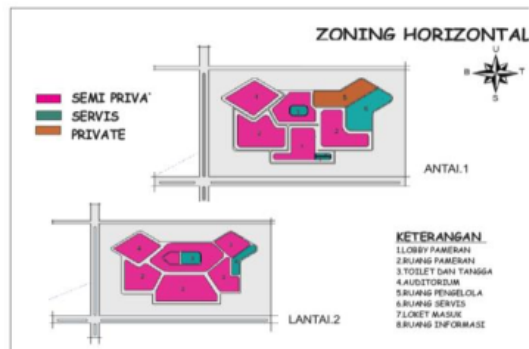 ZONING HORIZONTAL
U
B T
S
SEMI PRIVA
SERVIS
PRIVATE
ANTAI.1
LANTAI.2
KETERANGAN
1.LOBBY PAMERAN
2.RUANG PAMERAN
3.TOILET DAN TANGGA
4.AUDITORIUM
5.RUANG PENGELOLA
6.RUANG SERVIS
7.LOKET MASUK
8.RUANG INFORMASI